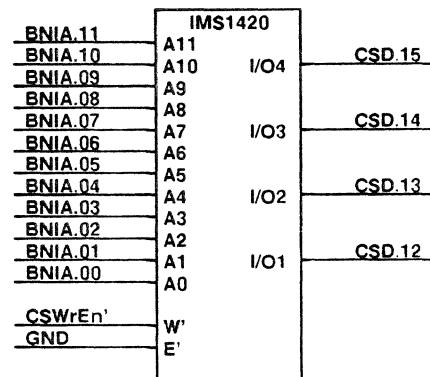 IMS1420
BNIA.11 A11
BNIA.10 A10 I/O4 CSD.15
BNIA.09 A9
BNIA.08 A8
BNIA.07 A7 I/O3 CSD.14
BNIA.06 A6
BNIA.05 A5
BNIA.04 A4 I/O2 CSD.13
BNIA.03 A3
BNIA.02 A2
BNIA.01 A1 I/O1 CSD.12
BNIA.00 A0
CSWrEn' W'
GND E'